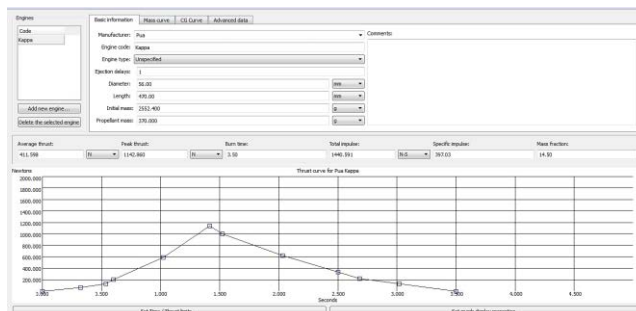 Engines
Code
Kappa
Add new engine...
Delete the selected engine
Basic information
Mass curve
CG Curve
Advanced data
Manufacturer: Pua
Engine code: Kappa
Engine type: Unspecified
Ejection delays: 1
Diameter: 56.00 mm
Length: 470.00 mm
Initial mass: 2552.400 g
Propellant mass: 370.000 g
Comments:
Average thrust: Peak thrust: Burn time: Total impulse: Specific impulse: Mass fraction:
411.598 N 1142.860 N 3.50 1440.591 N-S 397.03 14.50
Newtons
Thrust curve for Pua Kappa
2000.000
1800.000
1600.000
1400.000
1200.000
1000.000
800.000
600.000
400.000
200.000
0.500 1.000 1.500 2.000 2.500 3.000 3.500 4.000 4.500
Seconds